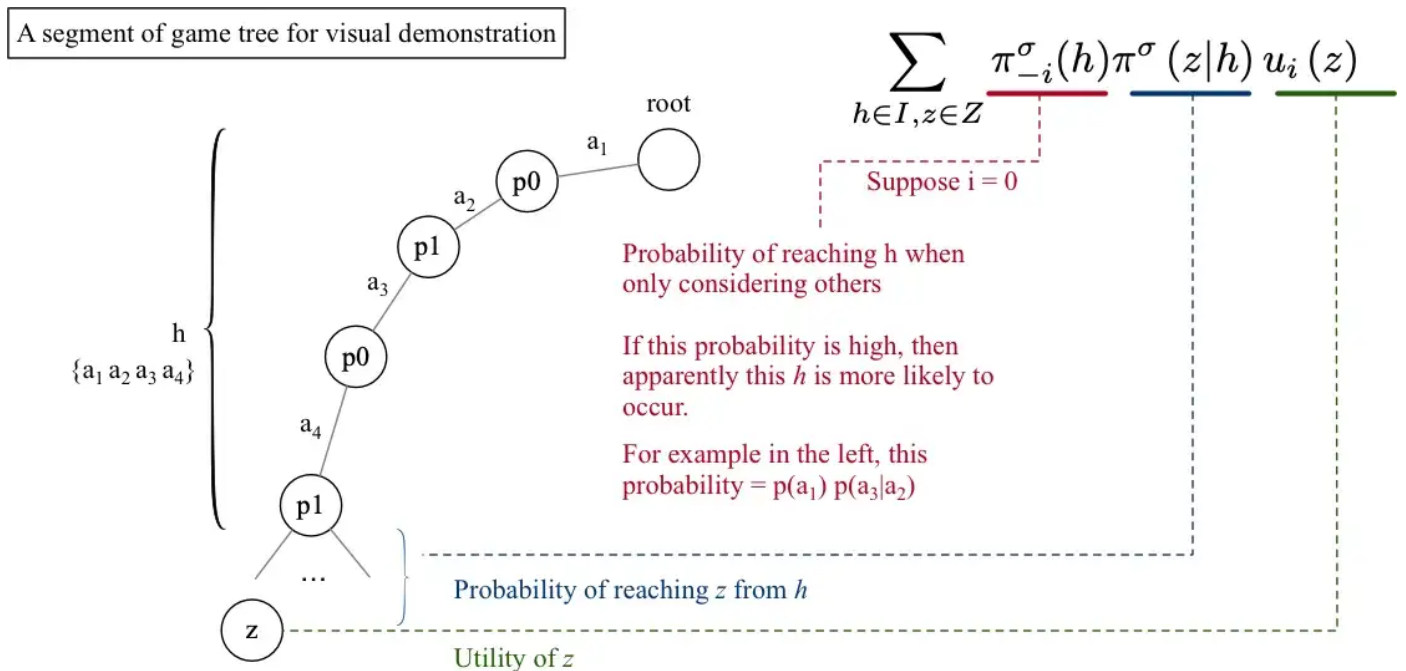 A segment of game tree for visual demonstration
∑ π₋ᵢ^σ(h)π^σ (z|h) uᵢ (z)
h∈I,z∈Z
root
a₁
p0
Suppose i = 0
a₂
p1
Probability of reaching h when
only considering others
a₃
h
{a₁ a₂ a₃ a₄}
p0
If this probability is high, then
apparently this h is more likely to
occur.
a₄
For example in the left, this
probability = p(a₁) p(a₃|a₂)
p1
...
Probability of reaching z from h
z
Utility of z